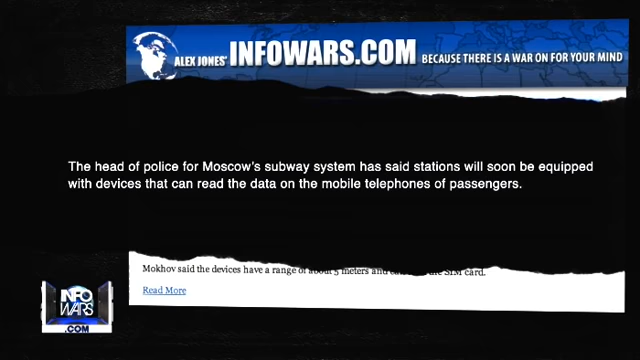 ALEX JONES' INFOWARS.COM BECAUSE THERE IS A WAR ON FOR YOUR MIND
The head of police for Moscow's subway system has said stations will soon be equipped
with devices that can read the data on the mobile telephones of passengers.
Mokhov said the devices have a range of about 5 meters and the SIM card.
Read More
INFO
WARS
.COM